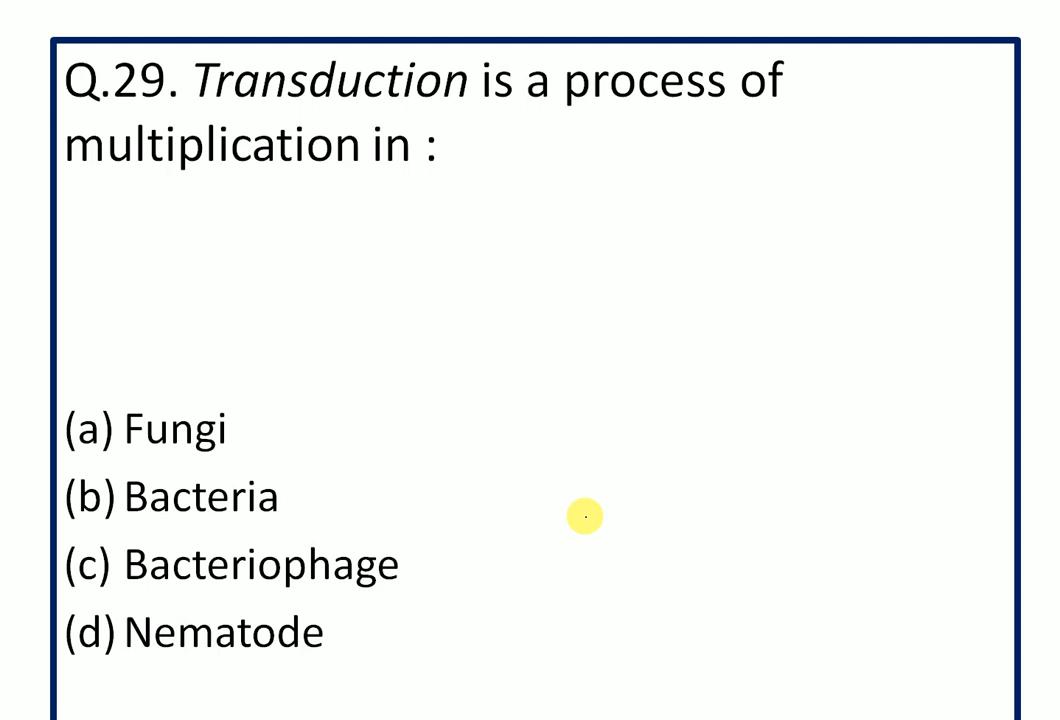 Q.29. Transduction is a process of
multiplication in :
(a) Fungi
(b) Bacteria
(c) Bacteriophage
(d) Nematode